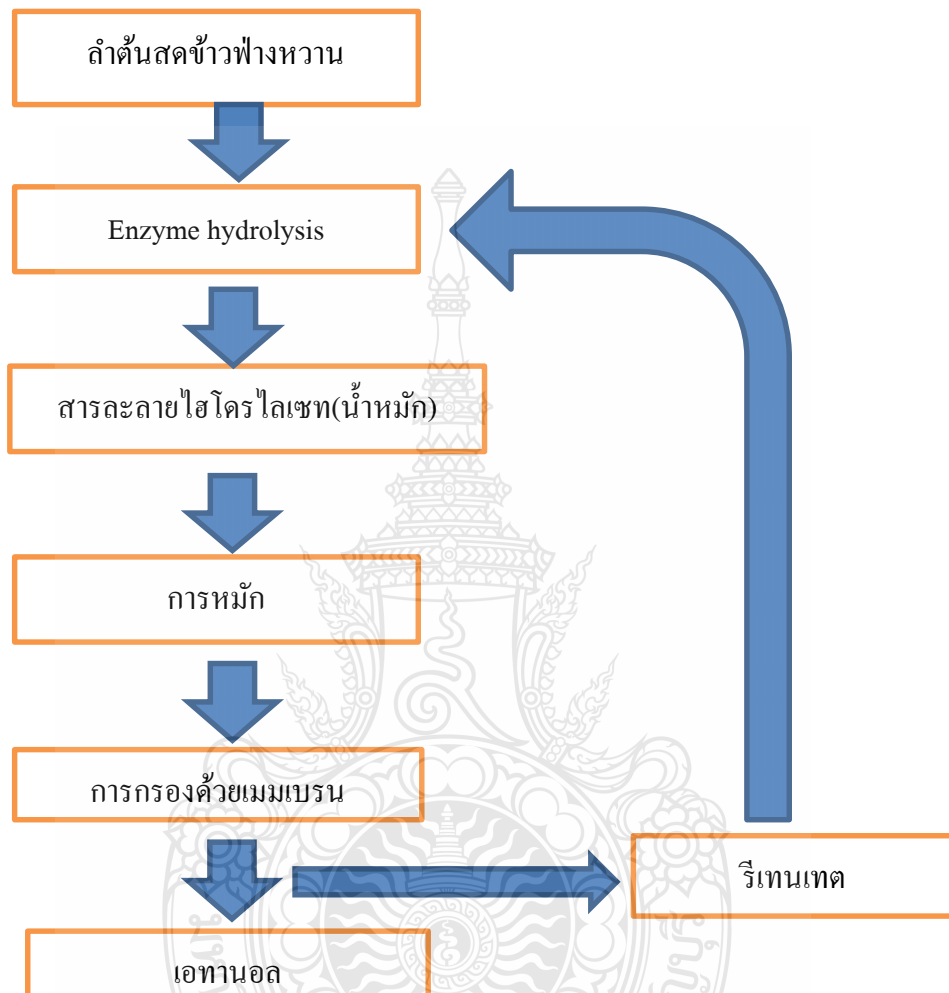 ลำต้นสดข้าวฟ่างหวาน
Enzyme hydrolysis
สารละลายไฮโดรไลเซท(น้ำหมัก)
การหมัก
การกรองด้วยเมมเบรน
รีเทนเทต
เอทานอล